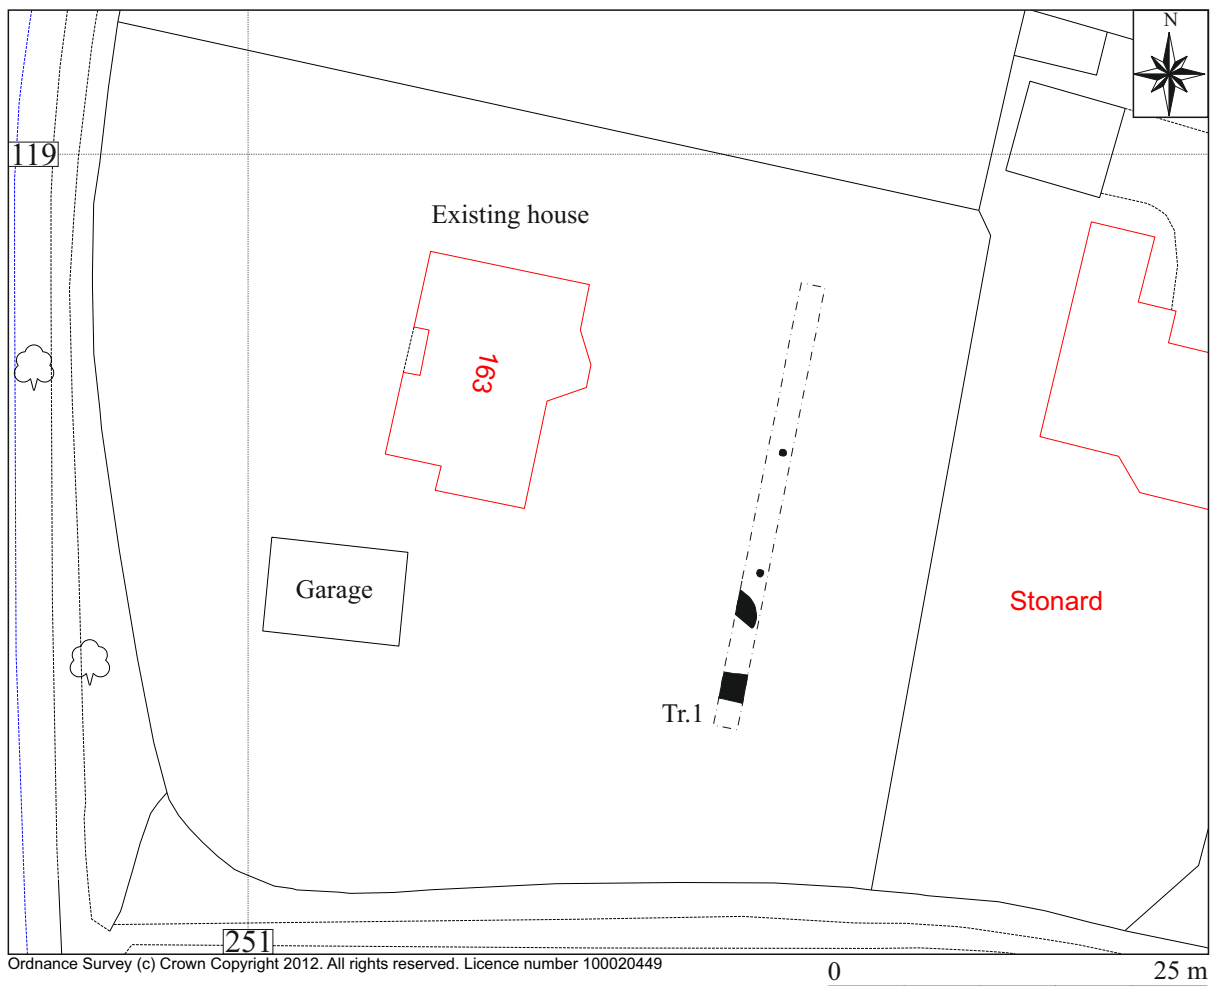 N
119
Existing house
163
Garage
Stonard
Tr.1
251
Ordnance Survey (c) Crown Copyright 2012. All rights reserved. Licence number 100020449
0 25 m